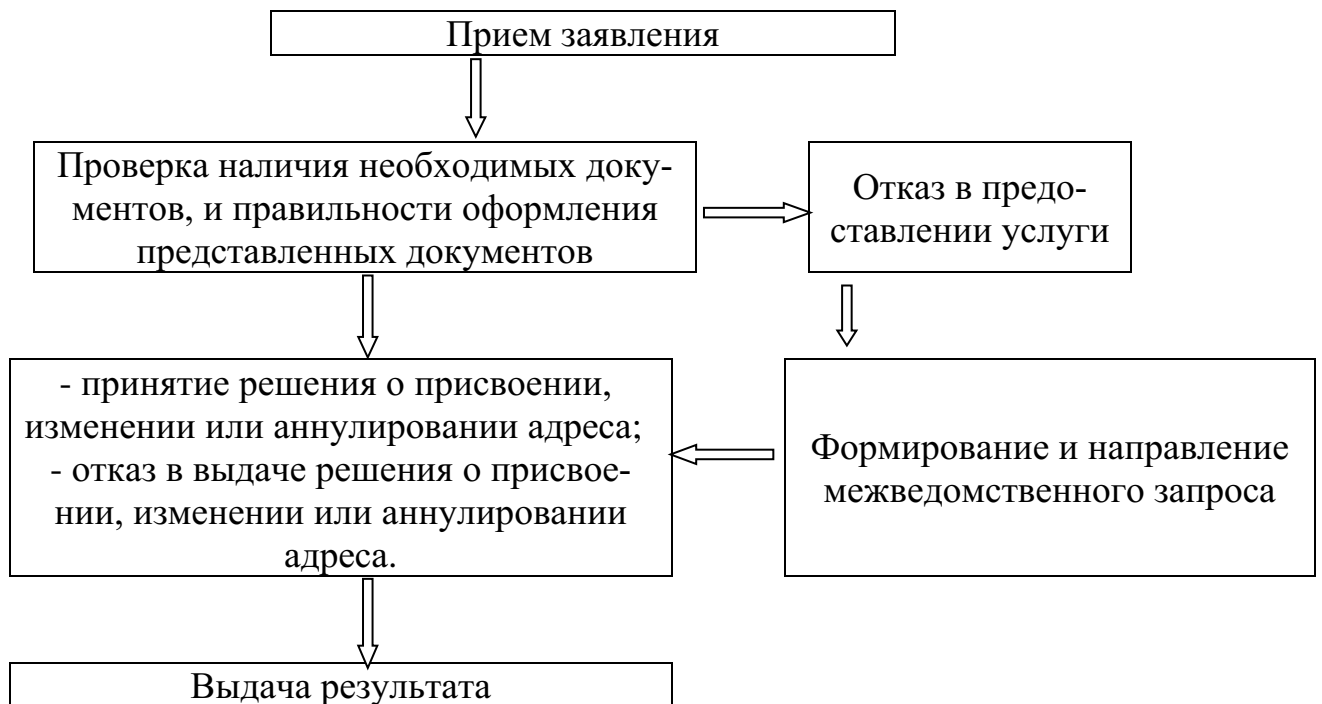 Прием заявления
Проверка наличия необходимых доку-
ментов, и правильности оформления
представленных документов
Отказ в предо-
ставлении услуги
- принятие решения о присвоении,
изменении или аннулировании адреса;
- отказ в выдаче решения о присвое-
нии, изменении или аннулировании
адреса.
Формирование и направление
межведомственного запроса
Выдача результата